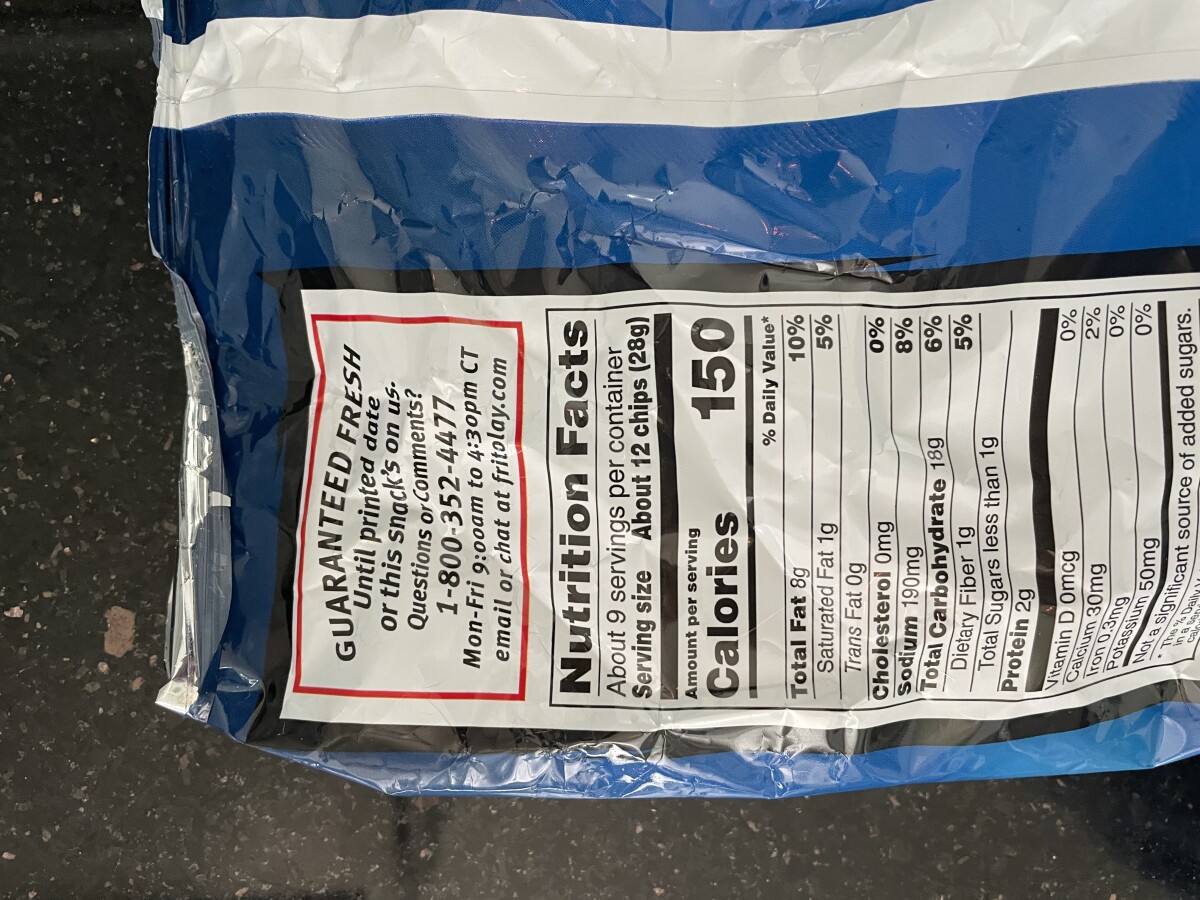 GUARANTEED FRESH
Until printed date
or this snack's on us.
Questions or Comments?
1-800-352-4477
Mon-Fri 9:00am to 4:30pm CT
email or chat at fritolay.com
Nutrition Facts
About 9 servings per container
Serving size About 12 chips (28g)
Amount per serving
Calories 150
% Daily Value*
Total Fat 8g 10%
Saturated Fat 1g 5%
Trans Fat 0g
Cholesterol 0mg 0%
Sodium 190mg 8%
Total Carbohydrate 18g 6%
Dietary Fiber 1g 5%
Total Sugars less than 1g
Protein 2g
Vitamin D 0mcg 0%
Calcium 30mg 2%
Iron 0.3mg 0%
Potassium 50mg 0%
Not a significant source of added sugars.
* The % Daily